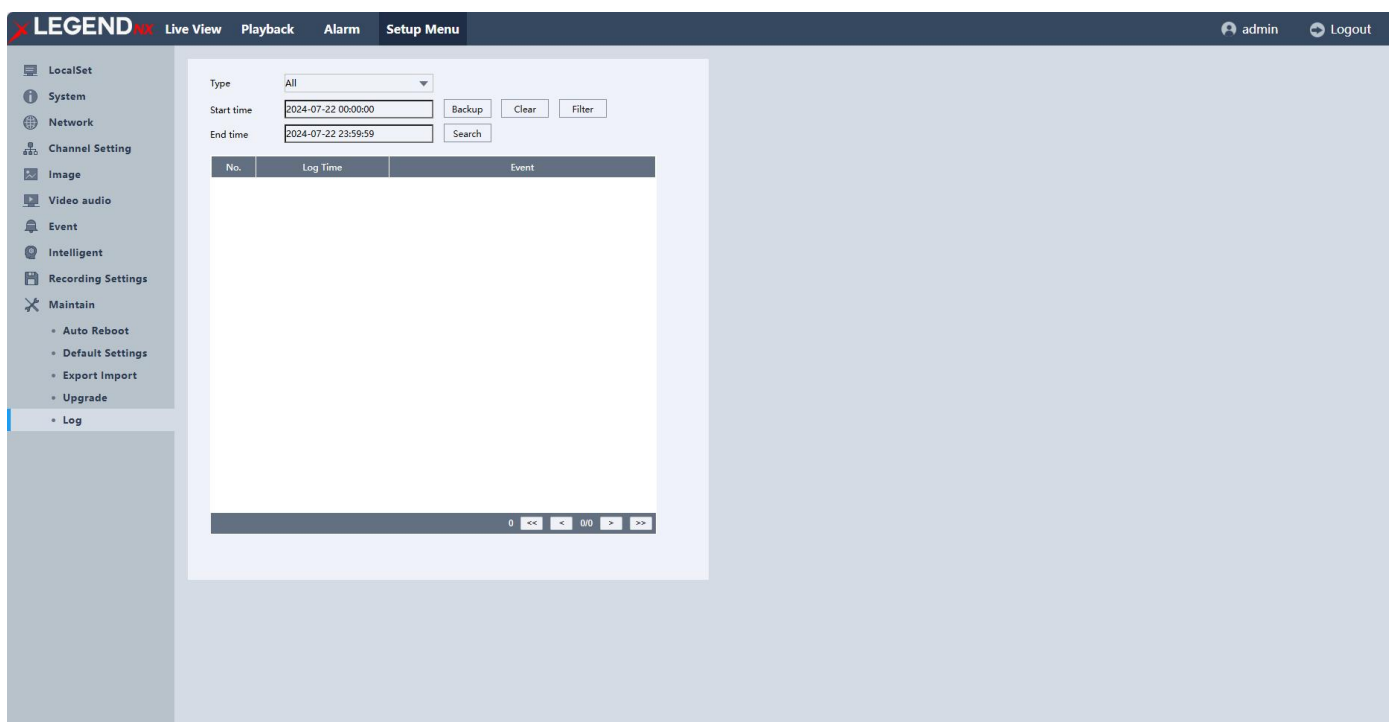 LEGEND NX Live View Playback Alarm Setup Menu admin Logout
LocalSet
System
Network
Channel Setting
Image
Video audio
Event
Intelligent
Recording Settings
Maintain
Auto Reboot
Default Settings
Export Import
Upgrade
Log
Type All
Start time 2024-07-22 00:00:00 Backup Clear Filter
End time 2024-07-22 23:59:59 Search
No. Log Time Event
0 << < 0/0 > >>